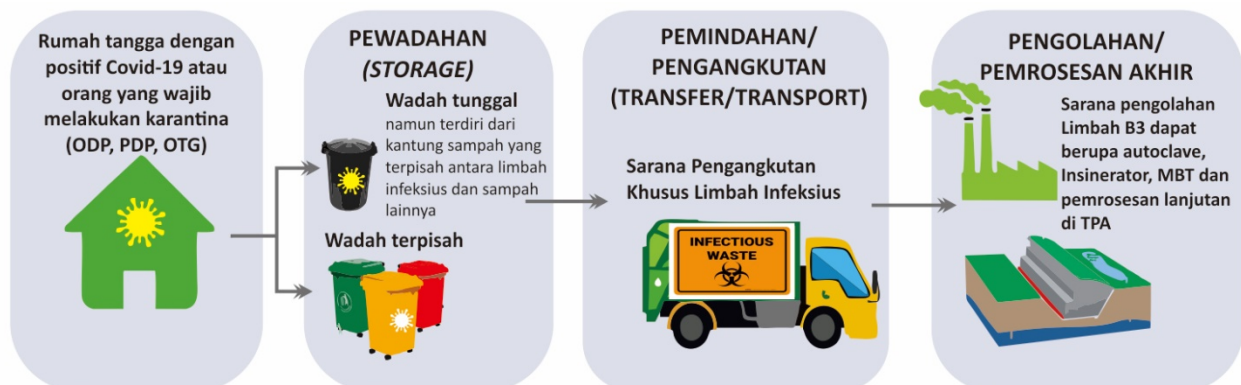 Rumah tangga dengan
positif Covid-19 atau
orang yang wajib
melakukan karantina
(ODP, PDP, OTG)
PEWADAHAN
(STORAGE)
Wadah tunggal
namun terdiri dari
kantung sampah yang
terpisah antara limbah
infeksius dan sampah
lainnya
Wadah terpisah
PEMINDAHAN/
PENGANGKUTAN
(TRANSFER/TRANSPORT)
Sarana Pengangkutan
Khusus Limbah Infeksius
INFECTIOUS
WASTE
PENGOLAHAN/
PEMROSESAN AKHIR
Sarana pengolahan
Limbah B3 dapat
berupa autoclave,
Insinerator, MBT dan
pemrosesan lanjutan
di TPA